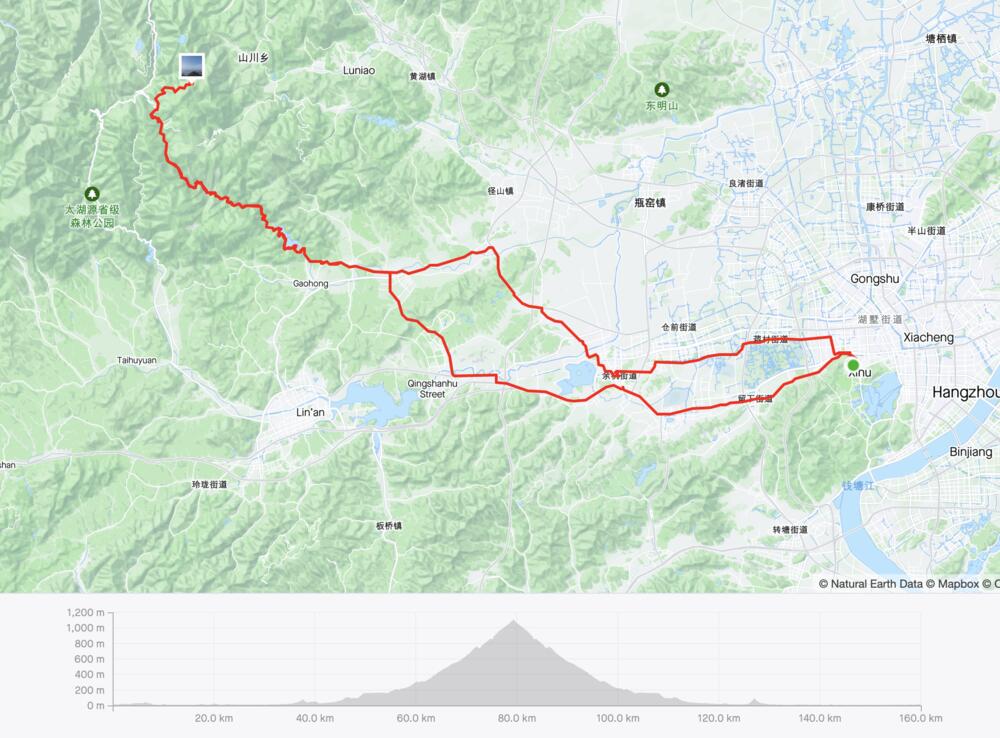 塘栖镇
山川乡
Luniao
黄湖镇
东明山
良渚街道
径山镇
瓶窑镇
康桥街道
太湖源省级
森林公园
半山街道
Gongshu
Gaohong
湖墅街道
仓前街道
Xiacheng
Taihuyuan
余杭街道
Qingshanhu
Street
留下街道
Hangzhou
Lin'an
Binjiang
shan
玲珑街道
钱塘江
板桥镇
转塘街道
© Natural Earth Data © Mapbox ©
1,200 m
1,000 m
800 m
600 m
400 m
200 m
0 m
20.0 km
40.0 km
60.0 km
80.0 km
100.0 km
120.0 km
140.0 km
160.0 km